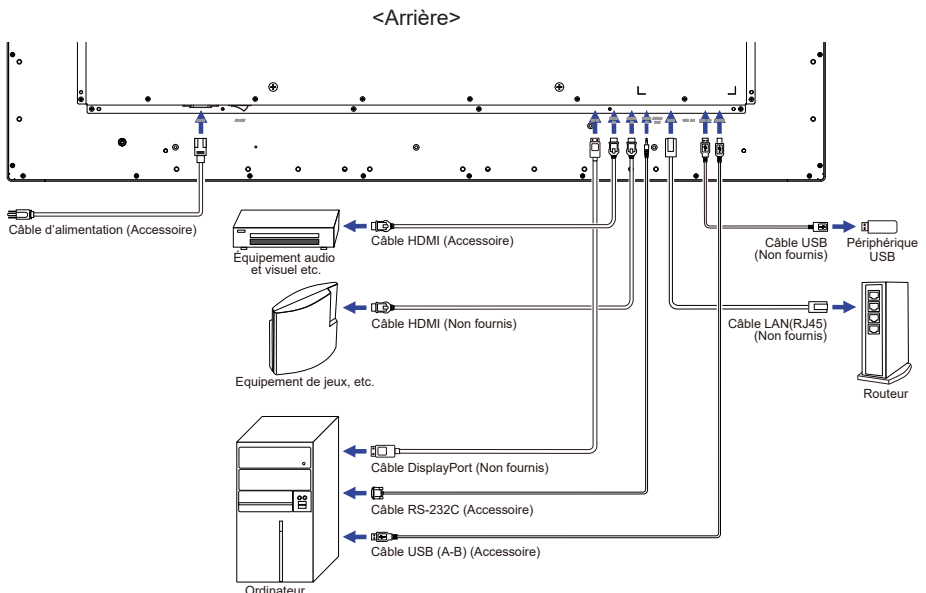 <Arrière>
Câble d'alimentation (Accessoire)
Équipement audio
et visuel etc.
Câble HDMI (Accessoire)
Câble USB
(Non fournis)
Périphérique
USB
Câble HDMI (Non fournis)
Câble LAN(RJ45)
(Non fournis)
Equipement de jeux, etc.
Routeur
Câble DisplayPort (Non fournis)
Câble RS-232C (Accessoire)
Câble USB (A-B) (Accessoire)
Ordinateur